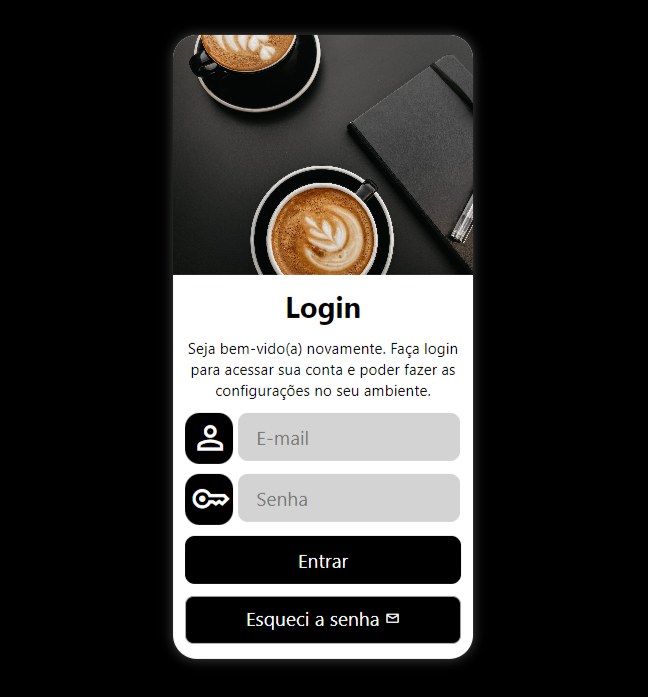 Login
Seja bem-vido(a) novamente. Faça login
para acessar sua conta e poder fazer as
configurações no seu ambiente.
E-mail
Senha
Entrar
Esqueci a senha